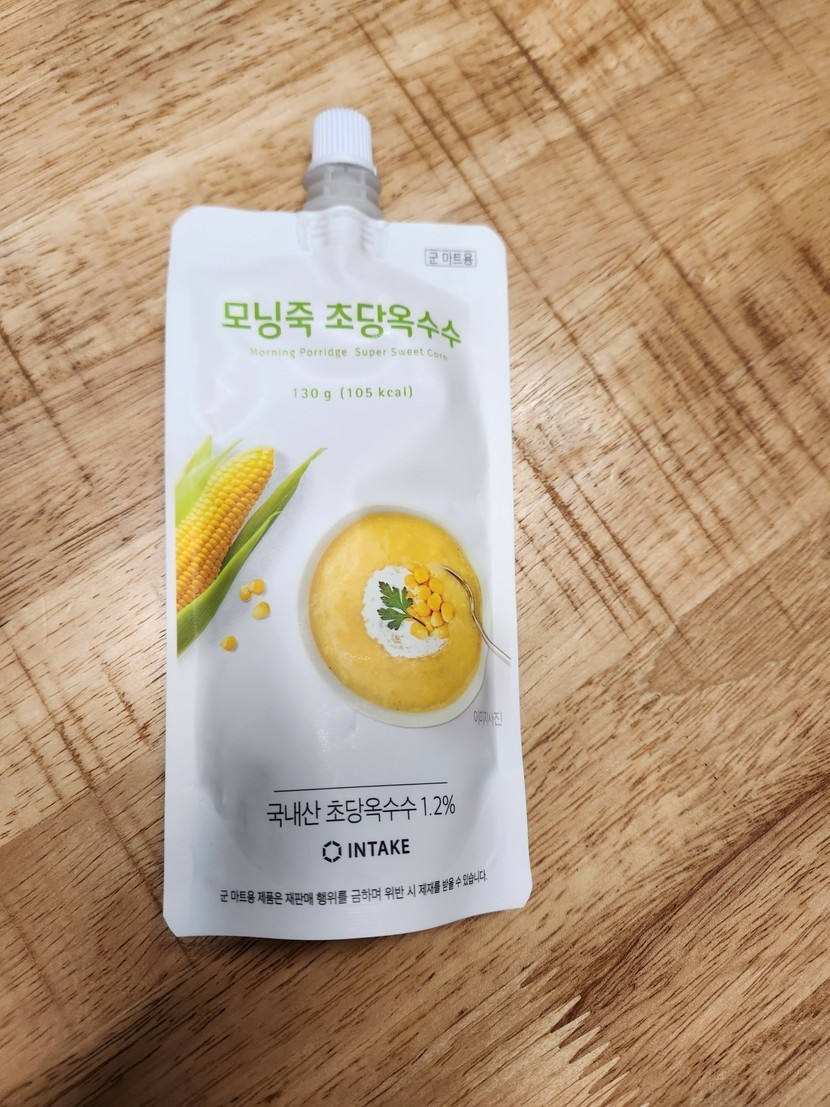 군 마트용
모닝죽 초당옥수수
Morning Porridge Super Sweet Corn
130 g (105 kcal)
이미지사진
국내산 초당옥수수 1.2%
INTAKE
군 마트용 제품은 재판매 행위를 금하며 위반 시 제재를 받을 수 있습니다.